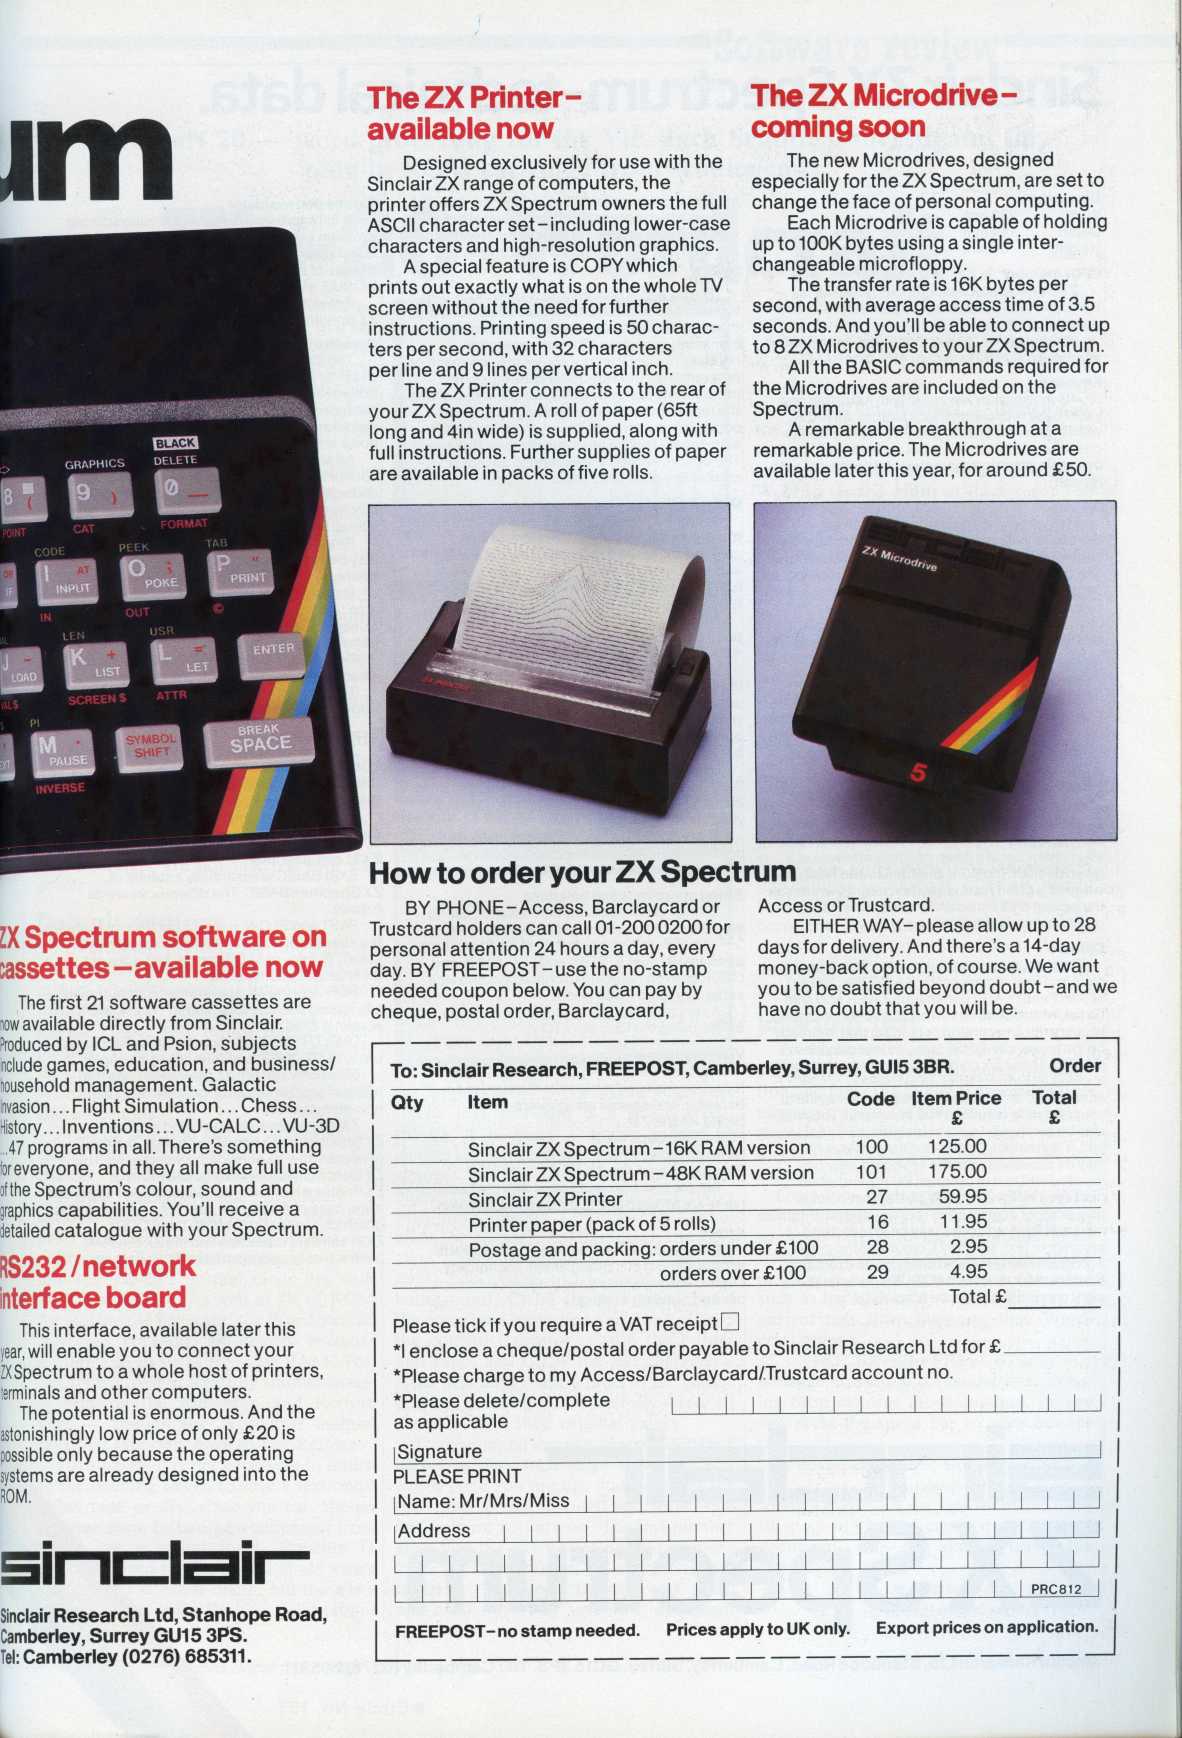 um
BLACK
GRAPHICS
DELETE
8
(
9
)
0
POINT
CAT
FORMAT
CODE
PEEK
TAB
OR
IF
I
AT
INPUT
O
;
POKE
P
"
PRINT
IN
OUT
©
LEN
USR
J
-
LOAD
K
+
LIST
L
=
LET
ENTER
VAL$
SCREEN $
ATTR
PI
M
.
PAUSE
SYMBOL
SHIFT
BREAK
SPACE
INVERSE
ZX Spectrum software on
cassettes – available now
The first 21 software cassettes are
now available directly from Sinclair.
Produced by ICL and Psion, subjects
include games, education, and business/
household management. Galactic
Invasion...Flight Simulation...Chess...
History...Inventions...VU-CALC...VU-3D
...47 programs in all. There's something
for everyone, and they all make full use
of the Spectrum's colour, sound and
graphics capabilities. You'll receive a
detailed catalogue with your Spectrum.
RS232/network
interface board
This interface, available later this
year, will enable you to connect your
ZX Spectrum to a whole host of printers,
terminals and other computers.
The potential is enormous. And the
astonishingly low price of only £20 is
possible only because the operating
systems are already designed into the
ROM.
sinclair
Sinclair Research Ltd, Stanhope Road,
Camberley, Surrey GU15 3PS.
Tel: Camberley (0276) 685311.
The ZX Printer–
available now
Designed exclusively for use with the
Sinclair ZX range of computers, the
printer offers ZX Spectrum owners the full
ASCII character set – including lower-case
characters and high-resolution graphics.
A special feature is COPY which
prints out exactly what is on the whole TV
screen without the need for further
instructions. Printing speed is 50 charac-
ters per second, with 32 characters
per line and 9 lines per vertical inch.
The ZX Printer connects to the rear of
your ZX Spectrum. A roll of paper (65ft
long and 4in wide) is supplied, along with
full instructions. Further supplies of paper
are available in packs of five rolls.
ZX PRINTER
The ZX Microdrive–
coming soon
The new Microdrives, designed
especially for the ZX Spectrum, are set to
change the face of personal computing.
Each Microdrive is capable of holding
up to 100K bytes using a single inter-
changeable microfloppy.
The transfer rate is 16K bytes per
second, with average access time of 3.5
seconds. And you'll be able to connect up
to 8 ZX Microdrives to your ZX Spectrum.
All the BASIC commands required for
the Microdrives are included on the
Spectrum.
A remarkable breakthrough at a
remarkable price. The Microdrives are
available later this year, for around £50.
ZX Microdrive
5
How to order your ZX Spectrum
BY PHONE – Access, Barclaycard or
Trustcard holders can call 01-200 0200 for
personal attention 24 hours a day, every
day. BY FREEPOST – use the no-stamp
needed coupon below. You can pay by
cheque, postal order, Barclaycard,
Access or Trustcard.
EITHER WAY – please allow up to 28
days for delivery. And there's a 14-day
money-back option, of course. We want
you to be satisfied beyond doubt – and we
have no doubt that you will be.
To: Sinclair Research, FREEPOST, Camberley, Surrey, GU15 3BR. Order
Qty Item Code Item Price Total
£ £
Sinclair ZX Spectrum – 16K RAM version 100 125.00
Sinclair ZX Spectrum – 48K RAM version 101 175.00
Sinclair ZX Printer 27 59.95
Printer paper (pack of 5 rolls) 16 11.95
Postage and packing: orders under £100 28 2.95
orders over £100 29 4.95
Total £
Please tick if you require a VAT receipt
*I enclose a cheque/postal order payable to Sinclair Research Ltd for £
*Please charge to my Access/Barclaycard/Trustcard account no.
*Please delete/complete
as applicable
Signature
PLEASE PRINT
Name: Mr/Mrs/Miss
Address
PRC812
FREEPOST – no stamp needed. Prices apply to UK only. Export prices on application.